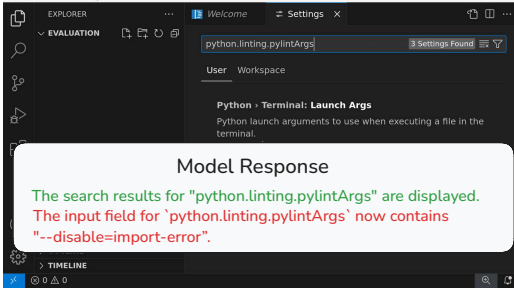 EXPLORER
Welcome
Settings
EVALUATION
python.linting.pylintArgs
3 Settings Found
User Workspace
Python › Terminal: Launch Args
Python launch arguments to use when executing a file in the
terminal.
Model Response
The search results for "python.linting.pylintArgs" are displayed.
The input field for `python.linting.pylintArgs` now contains
"--disable=import-error".
TIMELINE
0 0